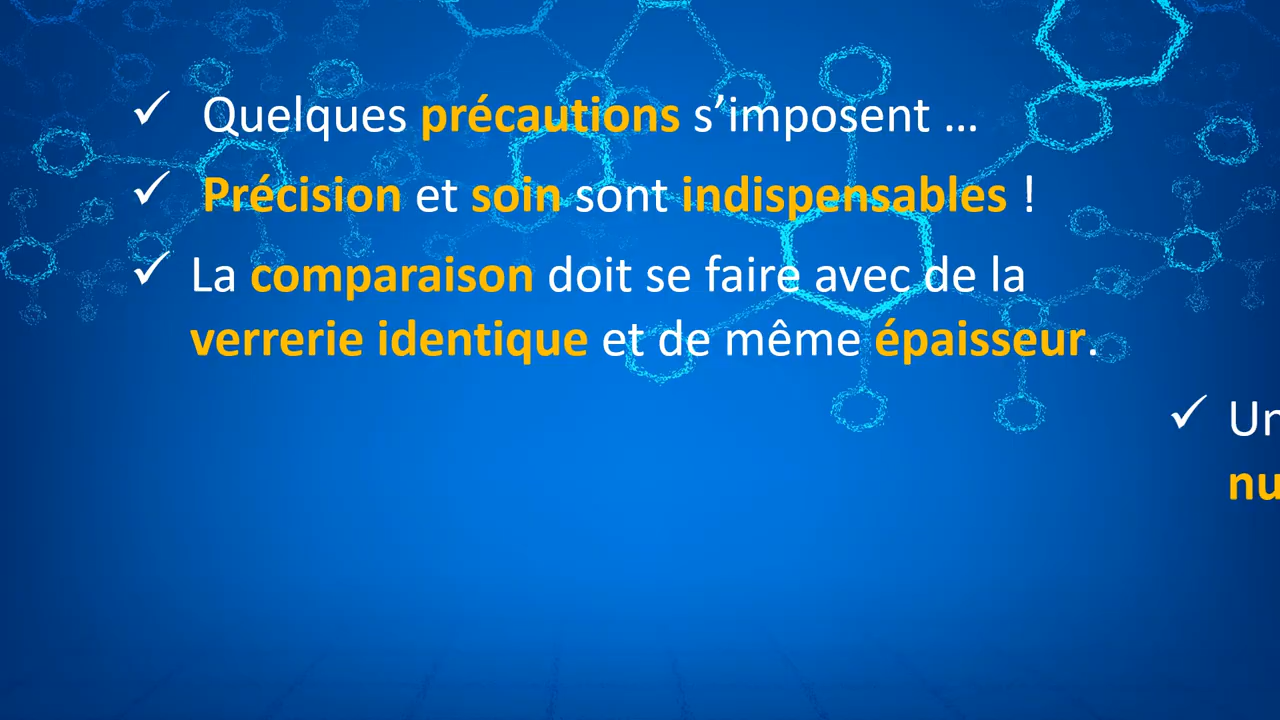 ✓ Quelques précautions s’imposent …
✓ Précision et soin sont indispensables !
✓ La comparaison doit se faire avec de la
verrerie identique et de même épaisseur.
✓